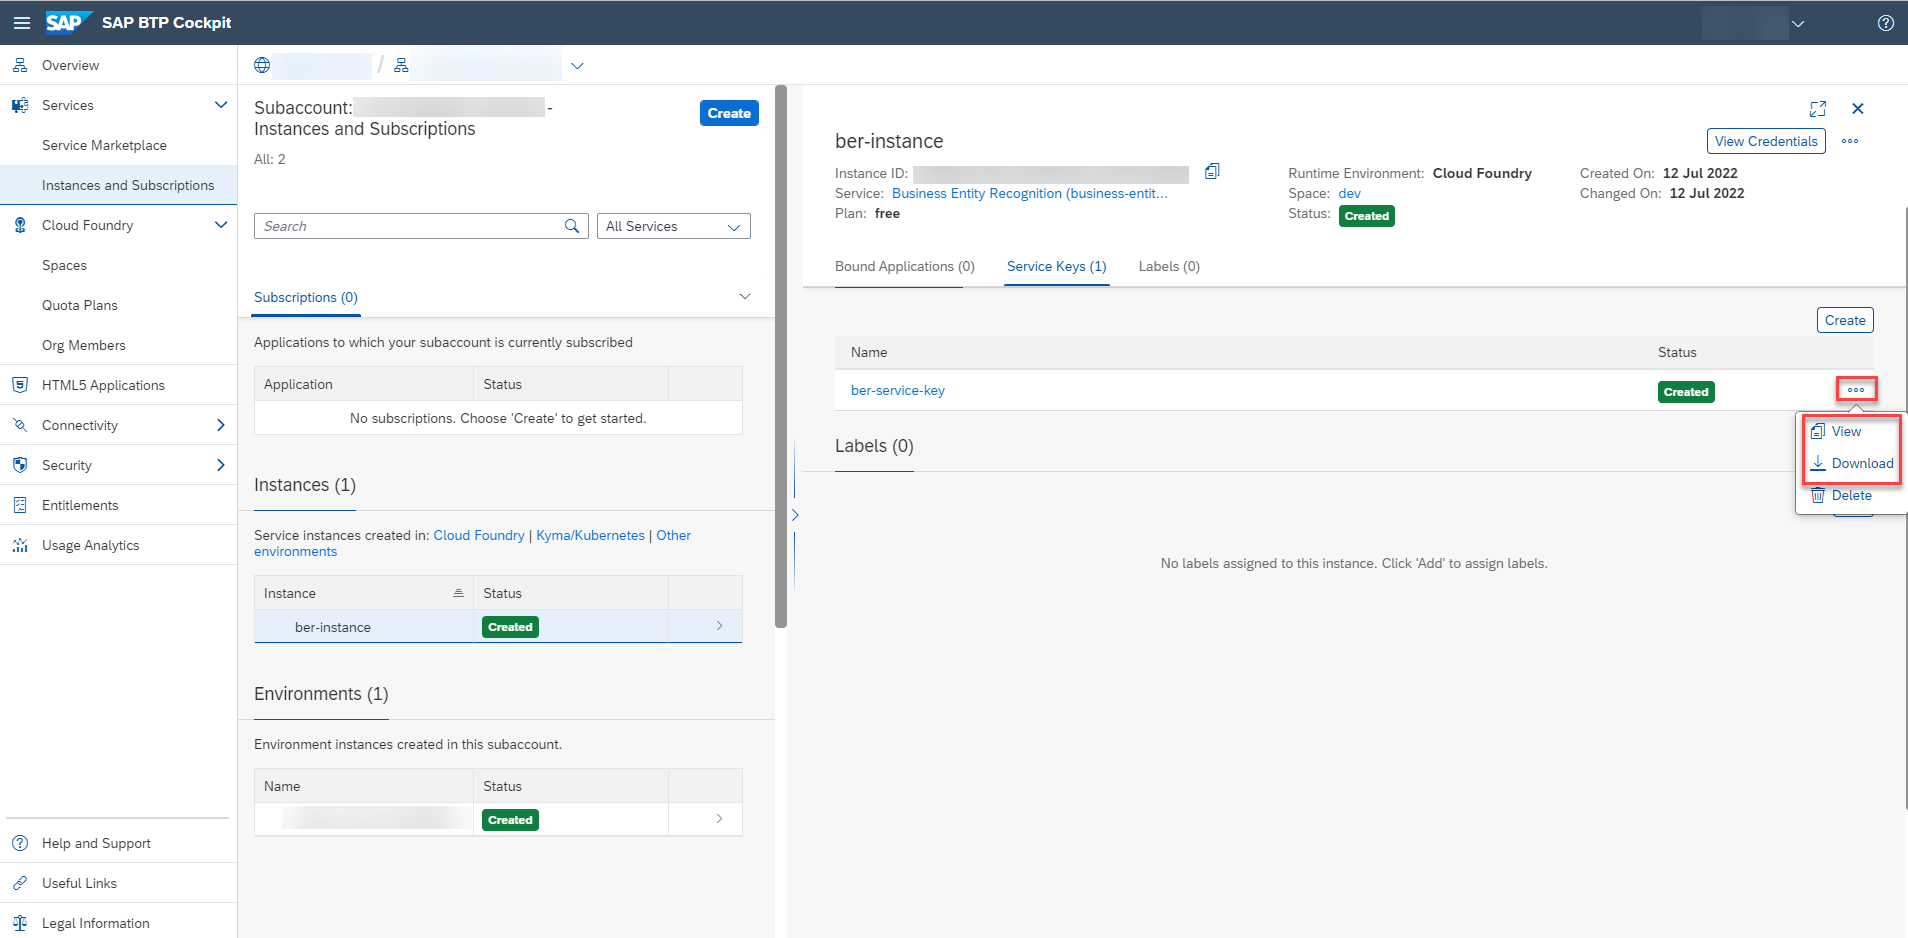 SAP SAP BTP Cockpit
Overview
Services
Service Marketplace
Instances and Subscriptions
Cloud Foundry
Spaces
Quota Plans
Org Members
HTML5 Applications
Connectivity
Security
Entitlements
Usage Analytics
Help and Support
Useful Links
Legal Information
/
Subaccount: -
Instances and Subscriptions
Create
All: 2
Search
All Services
Subscriptions (0)
Applications to which your subaccount is currently subscribed
Application Status
No subscriptions. Choose 'Create' to get started.
Instances (1)
Service instances created in: Cloud Foundry | Kyma/Kubernetes | Other
environments
Instance Status
ber-instance Created
Environments (1)
Environment instances created in this subaccount.
Name Status
Created
ber-instance
View Credentials
Instance ID:
Service: Business Entity Recognition (business-entit...
Plan: free
Runtime Environment: Cloud Foundry
Space: dev
Status: Created
Created On: 12 Jul 2022
Changed On: 12 Jul 2022
Bound Applications (0) Service Keys (1) Labels (0)
Create
Name Status
ber-service-key Created
View
Download
Delete
Labels (0)
No labels assigned to this instance. Click 'Add' to assign labels.